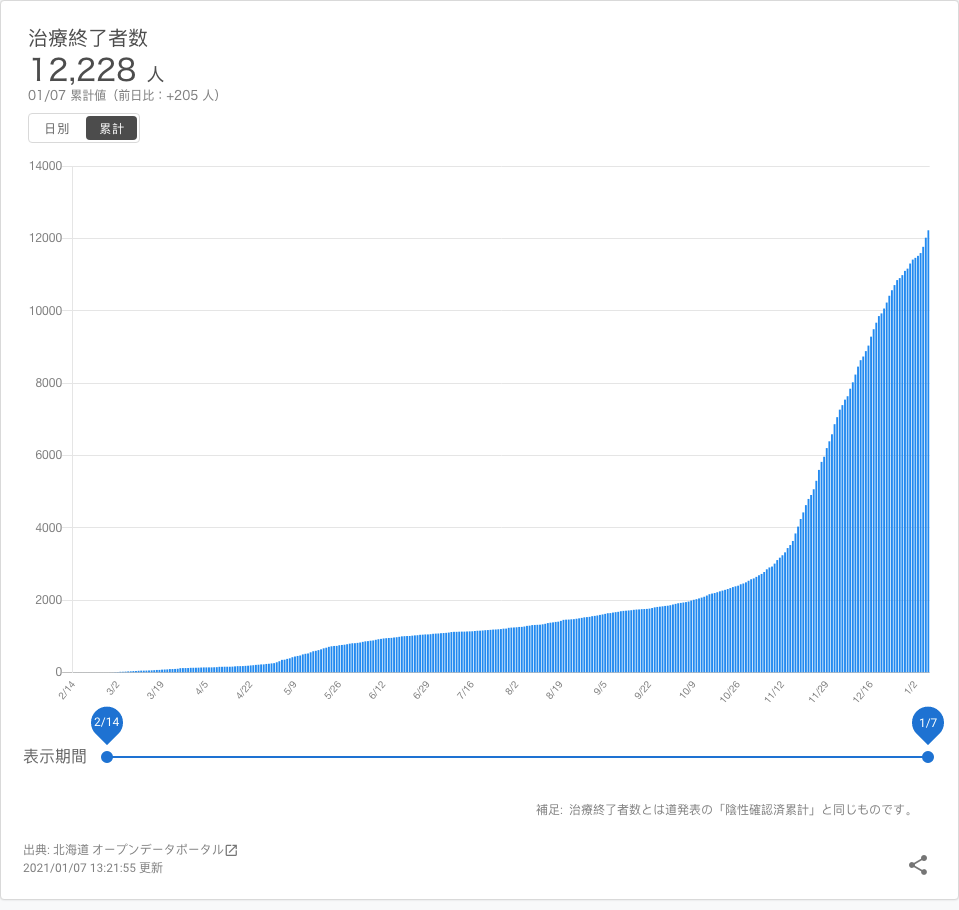 治療終了者数
12,228 人
01/07 累計値（前日比：+205 人）
日別 累計
14000
12000
10000
8000
6000
4000
2000
0
2/14 3/2 3/19 4/5 4/22 5/9 5/26 6/12 6/29 7/16 8/2 8/19 9/5 9/22 10/9 10/26 11/12 11/29 12/16 1/2
2/14 1/7
表示期間
補足: 治療終了者数とは道発表の「陰性確認済累計」と同じものです。
出典: 北海道 オープンデータポータル
2021/01/07 13:21:55 更新